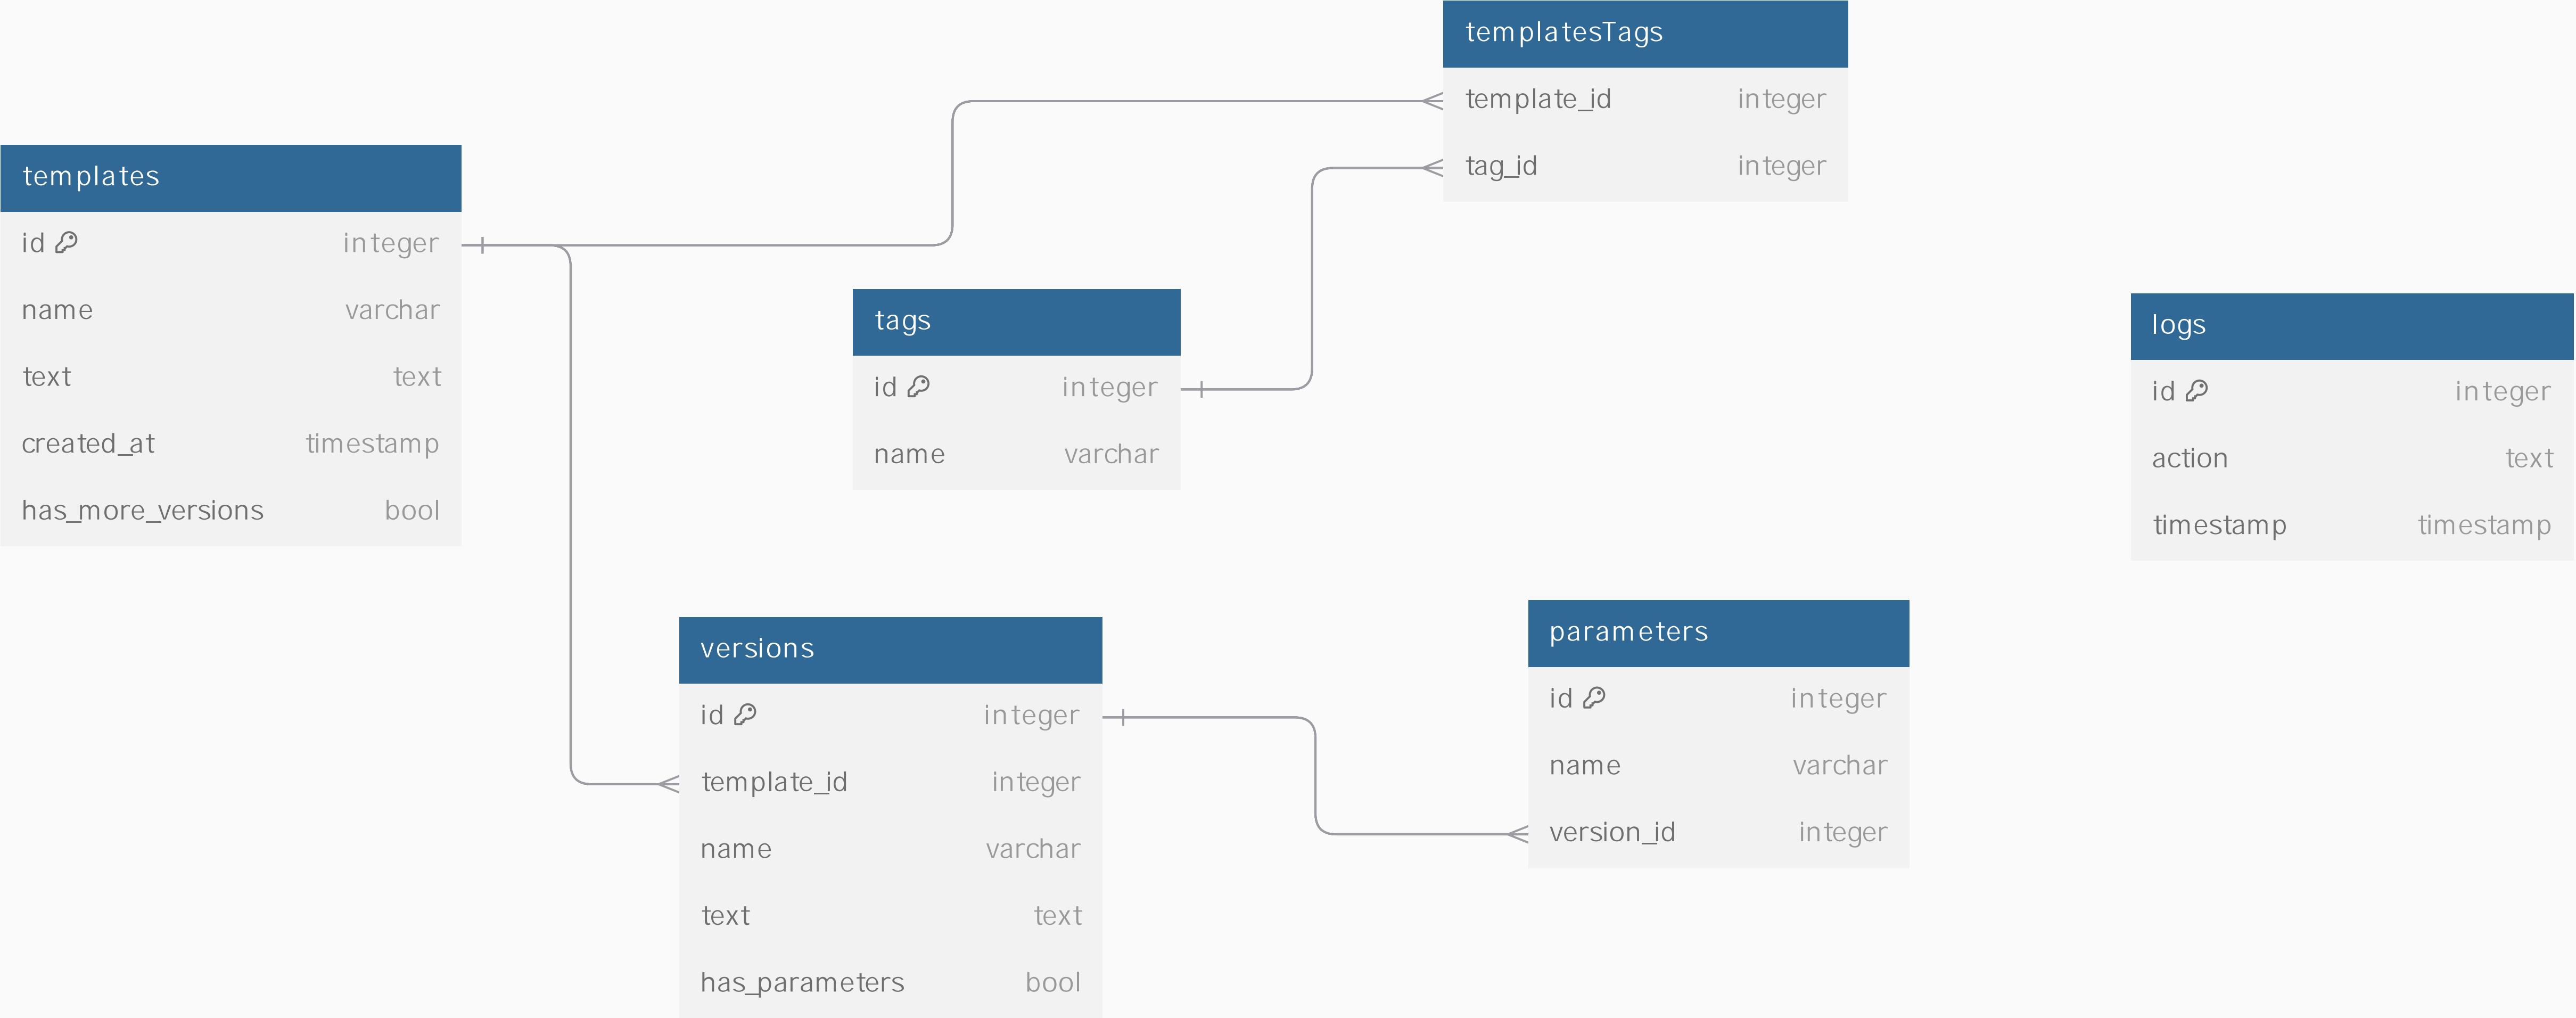 templatesTags
template_id integer
tag_id integer
templates
id integer
name varchar
text text
created_at timestamp
has_more_versions bool
tags
id integer
name varchar
logs
id integer
action text
timestamp timestamp
versions
id integer
template_id integer
name varchar
text text
has_parameters bool
parameters
id integer
name varchar
version_id integer